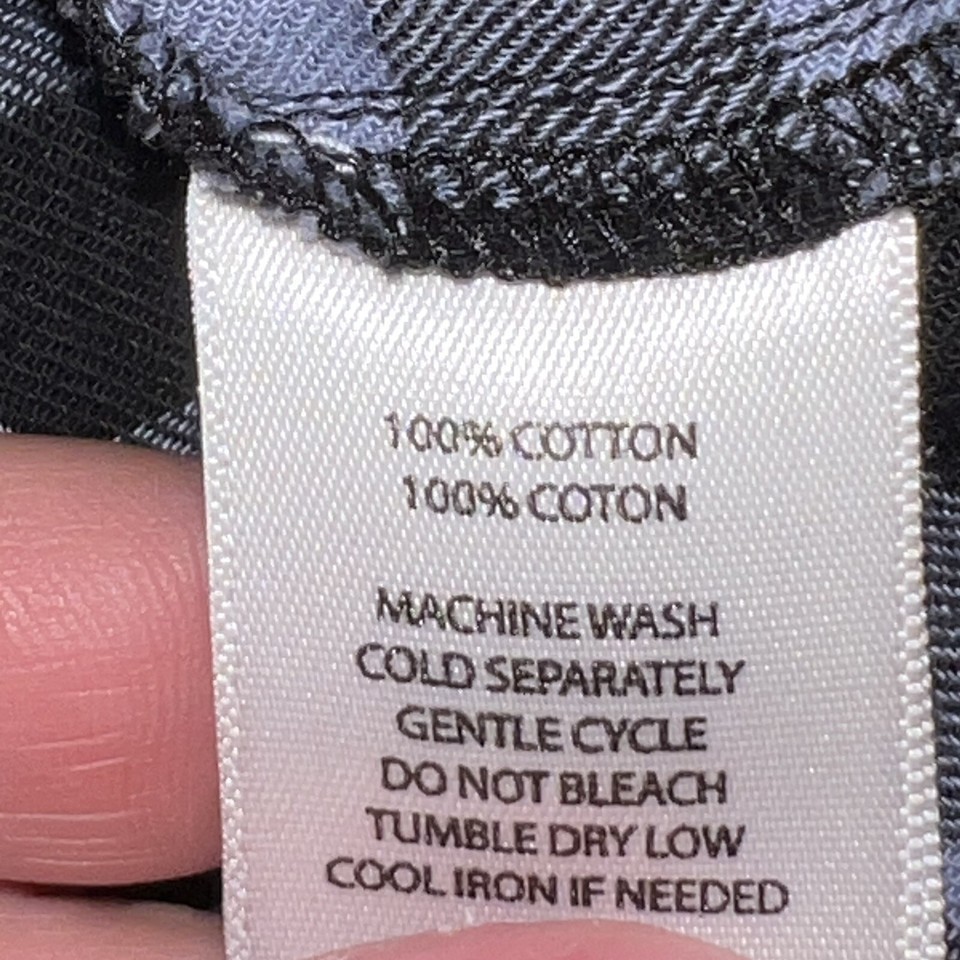 100% COTTON
100% COTON
MACHINE WASH
COLD SEPARATELY
GENTLE CYCLE
DO NOT BLEACH
TUMBLE DRY LOW
COOL IRON IF NEEDED